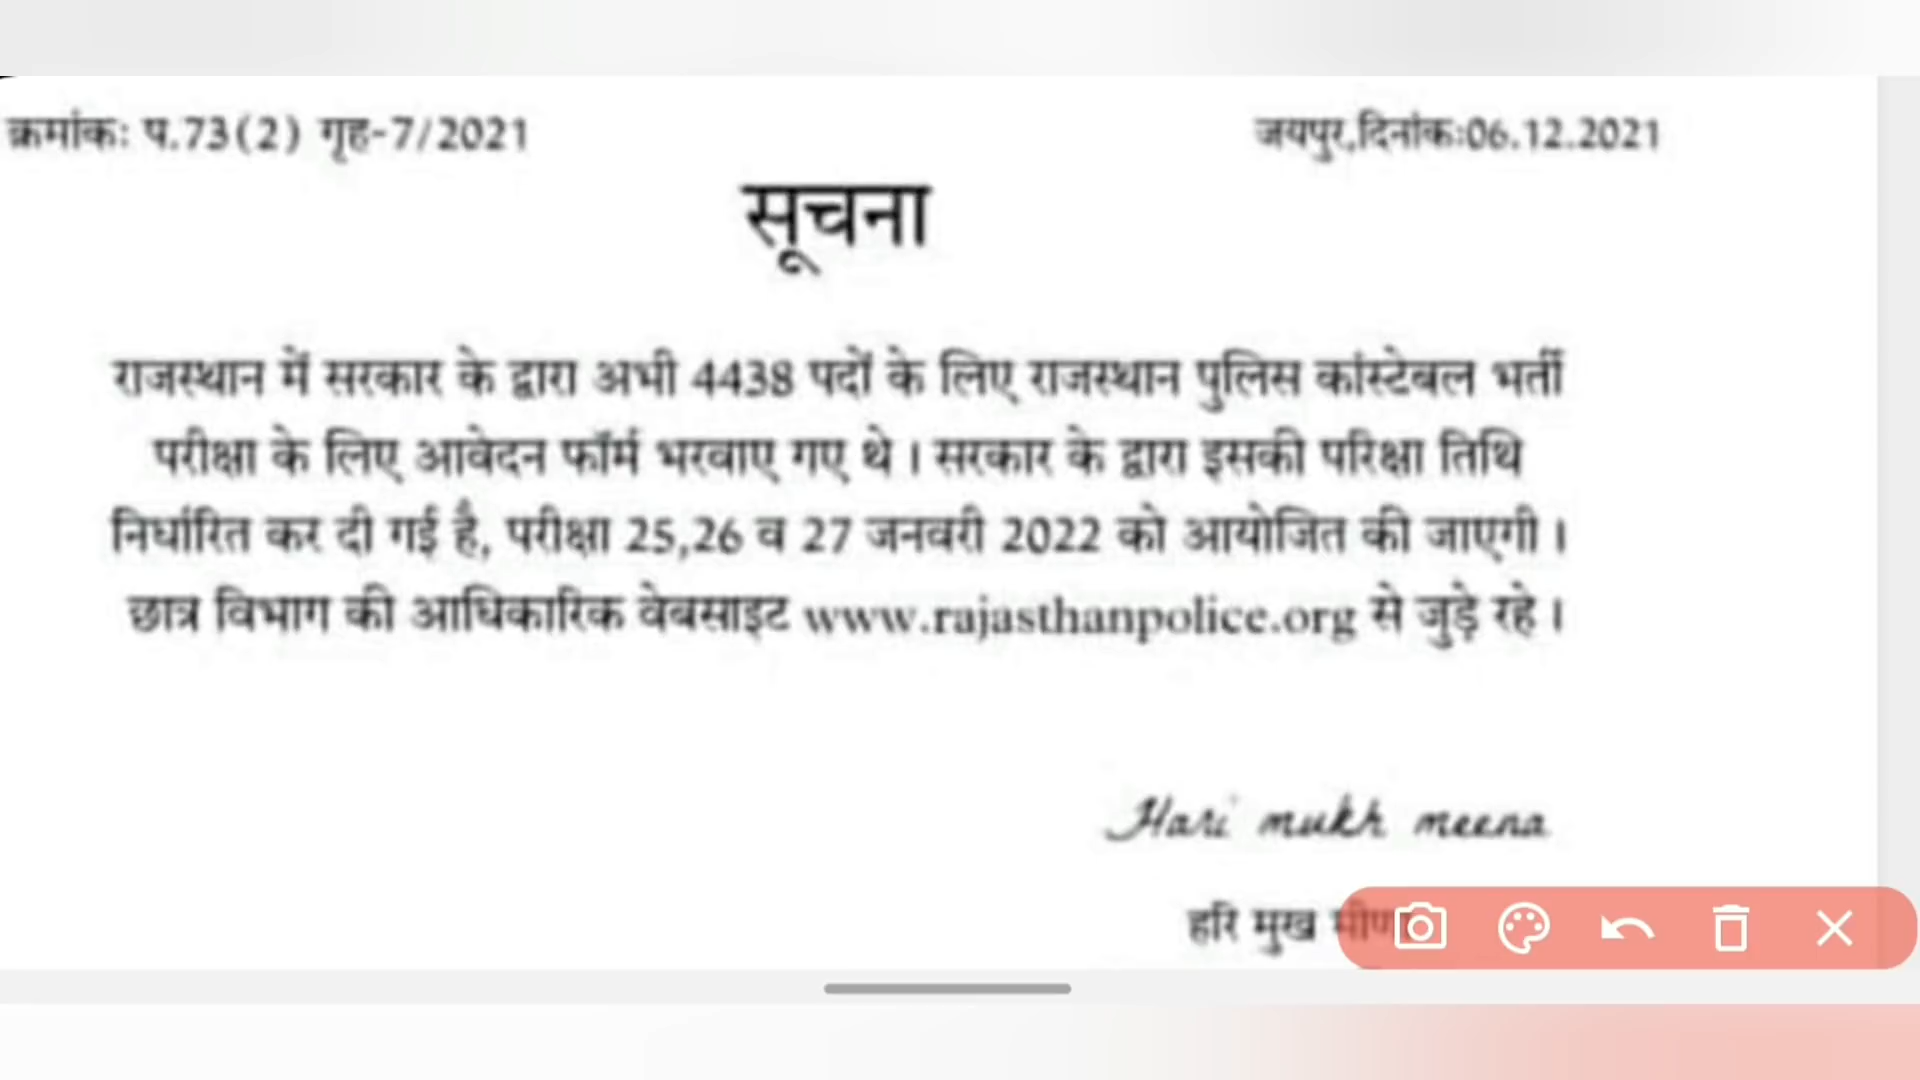 क्रमांक: प.73(2) गृह-7/2021
जयपुर,दिनांक:06.12.2021
सूचना
राजस्थान में सरकार के द्वारा अभी 4438 पदों के लिए राजस्थान पुलिस कांस्टेबल भर्ती
परीक्षा के लिए आवेदन फॉर्म भरवाए गए थे । सरकार के द्वारा इसकी परिक्षा तिथि
निर्धारित कर दी गई है, परीक्षा 25,26 व 27 जनवरी 2022 को आयोजित की जाएगी ।
छात्र विभाग की आधिकारिक वेबसाइट www.rajasthanpolice.org से जुड़े रहे ।
Hari mukh meena
हरि मुख मीणा